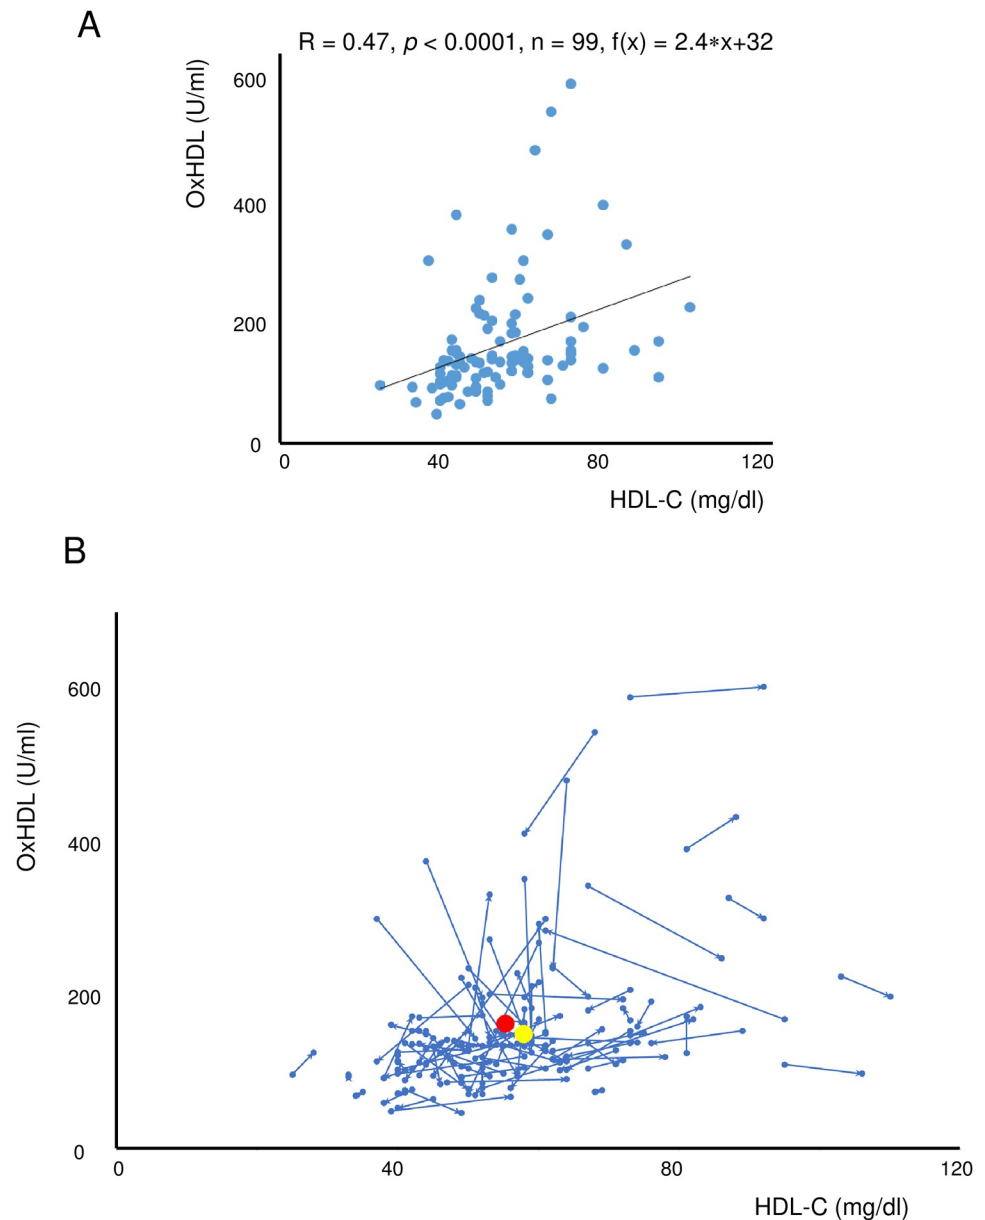 A
R = 0.47, p < 0.0001, n = 99, f(x) = 2.4*x+32
OxHDL (U/ml)
600
400
200
0
0 40 80 120
HDL-C (mg/dl)
B
OxHDL (U/ml)
600
400
200
0
0 40 80 120
HDL-C (mg/dl)